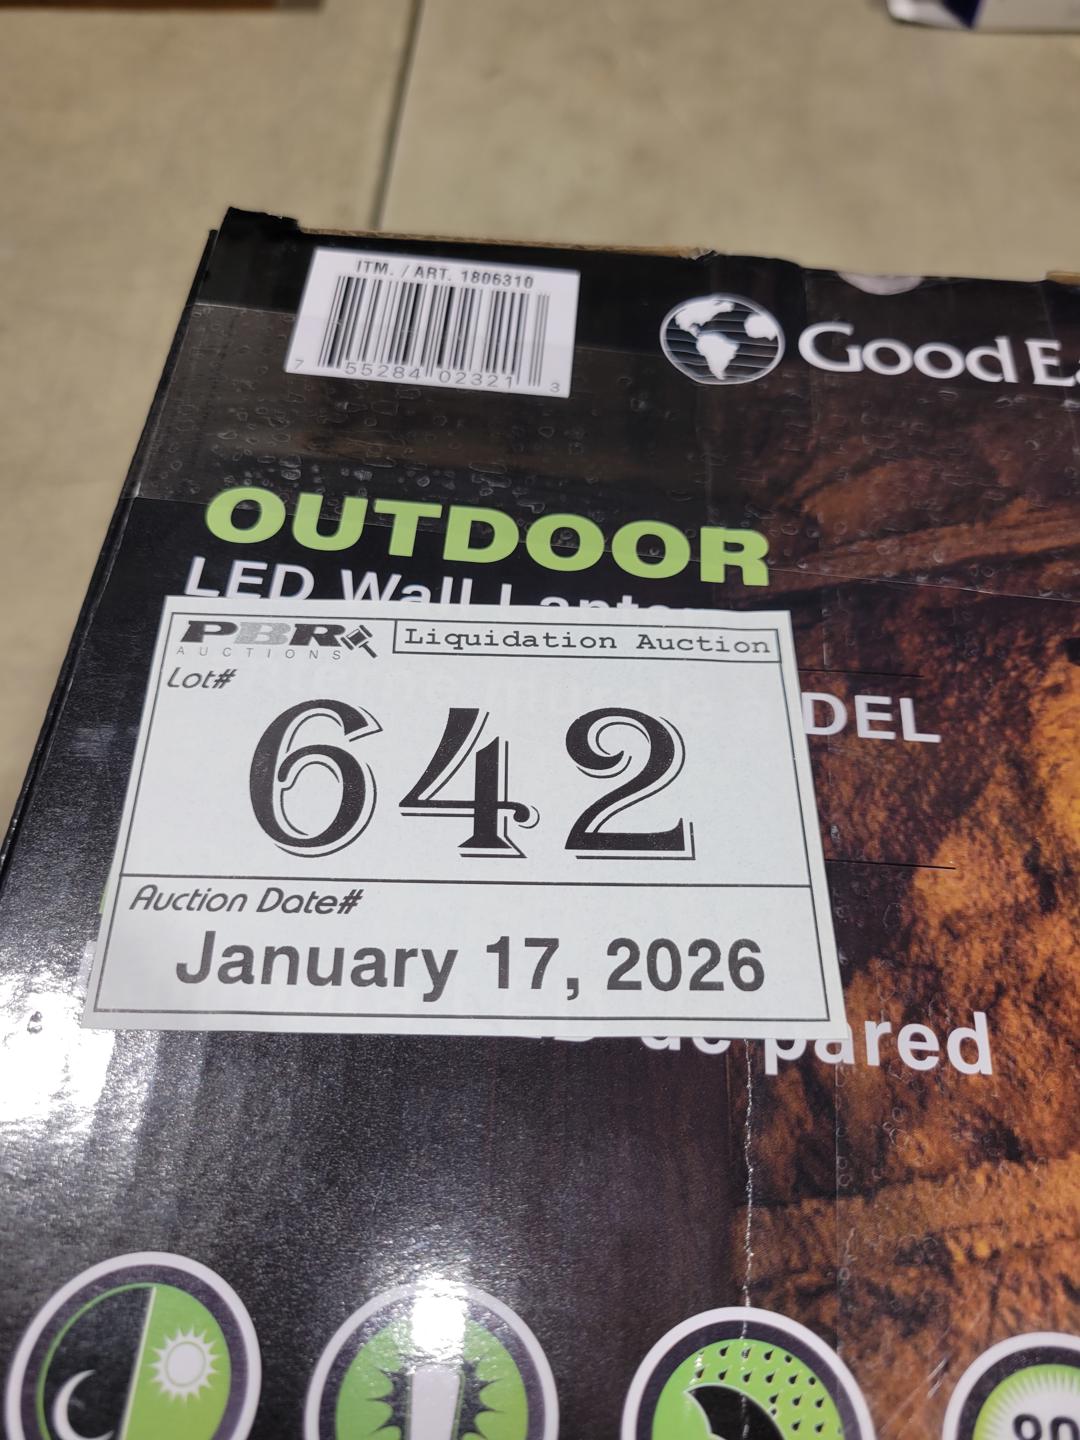 ITM. / ART. 1806310
7 55284 02321 3
Good Ea
OUTDOOR
LED Wall Lantern
PBR
AUCTIONS
Liquidation Auction
Lot#
642
DEL
Auction Date#
January 17, 2026
de pared